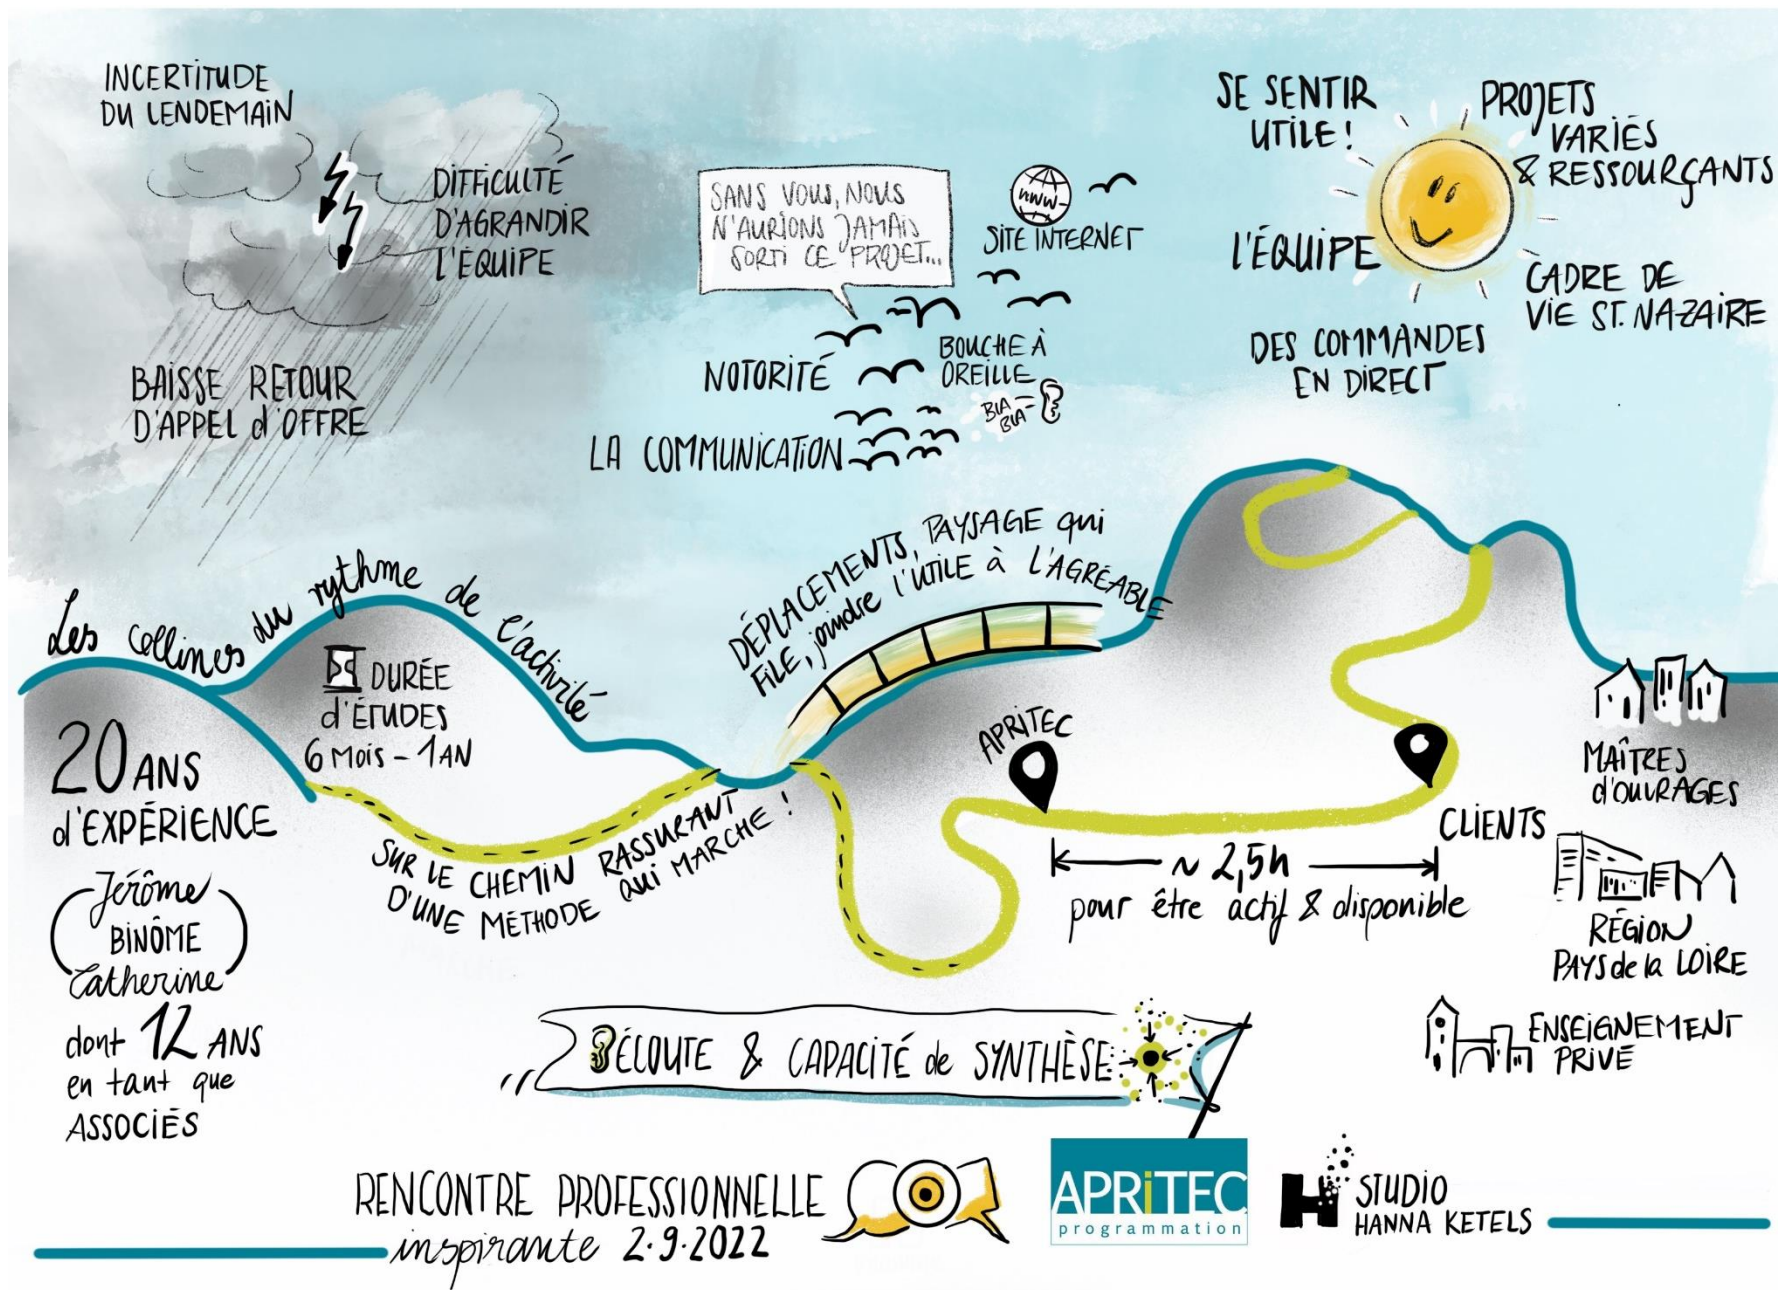 INCERTITUDE
DU LENDEMAIN
DIFFICULTÉ
D'AGRANDIR
L'ÉQUIPE
BAISSE RETOUR
D'APPEL d'OFFRE
SANS VOUS, NOUS
N'AURIONS JAMAIS
SORTI CE PROJET...
www
SITE INTERNET
NOTORITÉ
BOUCHE À
OREILLE
BLA
BLA
LA COMMUNICATION
SE SENTIR
UTILE !
PROJETS
VARIÉS
& RESSOURÇANTS
L'ÉQUIPE
CADRE DE
VIE ST. NAZAIRE
DES COMMANDES
EN DIRECT
Les collines du rythme de l'activité
DURÉE
d'ÉTUDES
6 MOIS - 1 AN
DÉPLACEMENTS, PAYSAGE qui
FILE, joindre l'UTILE à L'AGRÉABLE
20 ANS
d'EXPÉRIENCE
Jérôme
BINÔME
Catherine
dont 12 ANS
en tant que
ASSOCIÉS
SUR LE CHEMIN RASSURANT
D'UNE MÉTHODE QUI MARCHE !
APRITEC
CLIENTS
~ 2,5h
pour être actif & disponible
MAÎTRES
d'OUVRAGES
RÉGION
PAYS de la LOIRE
ENSEIGNEMENT
PRIVÉ
ÉCOUTE & CAPACITÉ de SYNTHÈSE
RENCONTRE PROFESSIONNELLE
inspirante 2.9.2022
APRiTEC
programmation
H STUDIO
HANNA KETELS